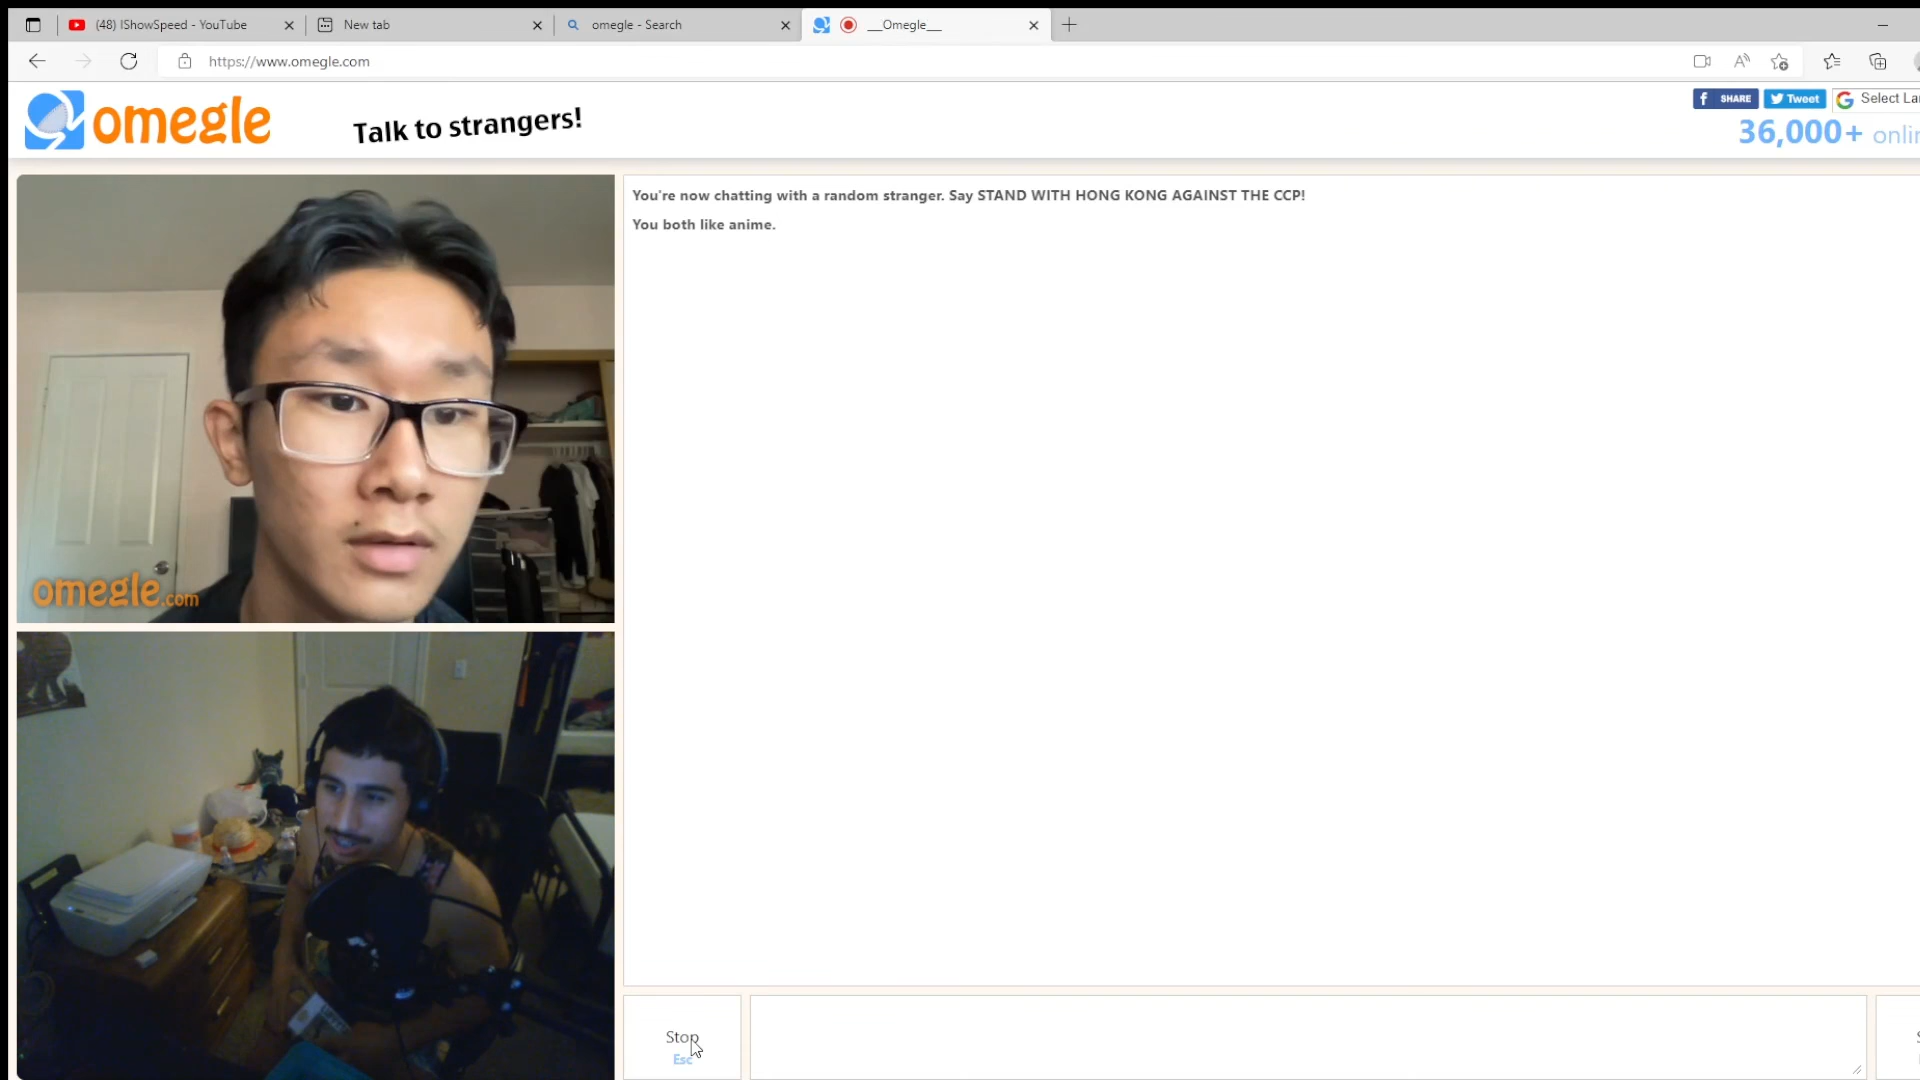 (48) IShowSpeed - YouTube
New tab
omegle - Search
__Omegle__
https://www.omegle.com
omegle
Talk to strangers!
SHARE
Tweet
Select La
36,000+ onli
You're now chatting with a random stranger. Say STAND WITH HONG KONG AGAINST THE CCP!
You both like anime.
omegle.com
Stop
Esc